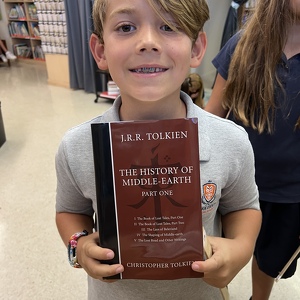 J.R.R. TOLKIEN
THE HISTORY OF
MIDDLE-EARTH
PART ONE
I The Book of Lost Tales, Part One
II The Book of Lost Tales, Part Two
III The Lays of Beleriand
IV The Shaping of Middle-earth
V The Lost Road and Other Writings
CHRISTOPHER TOLKIEN